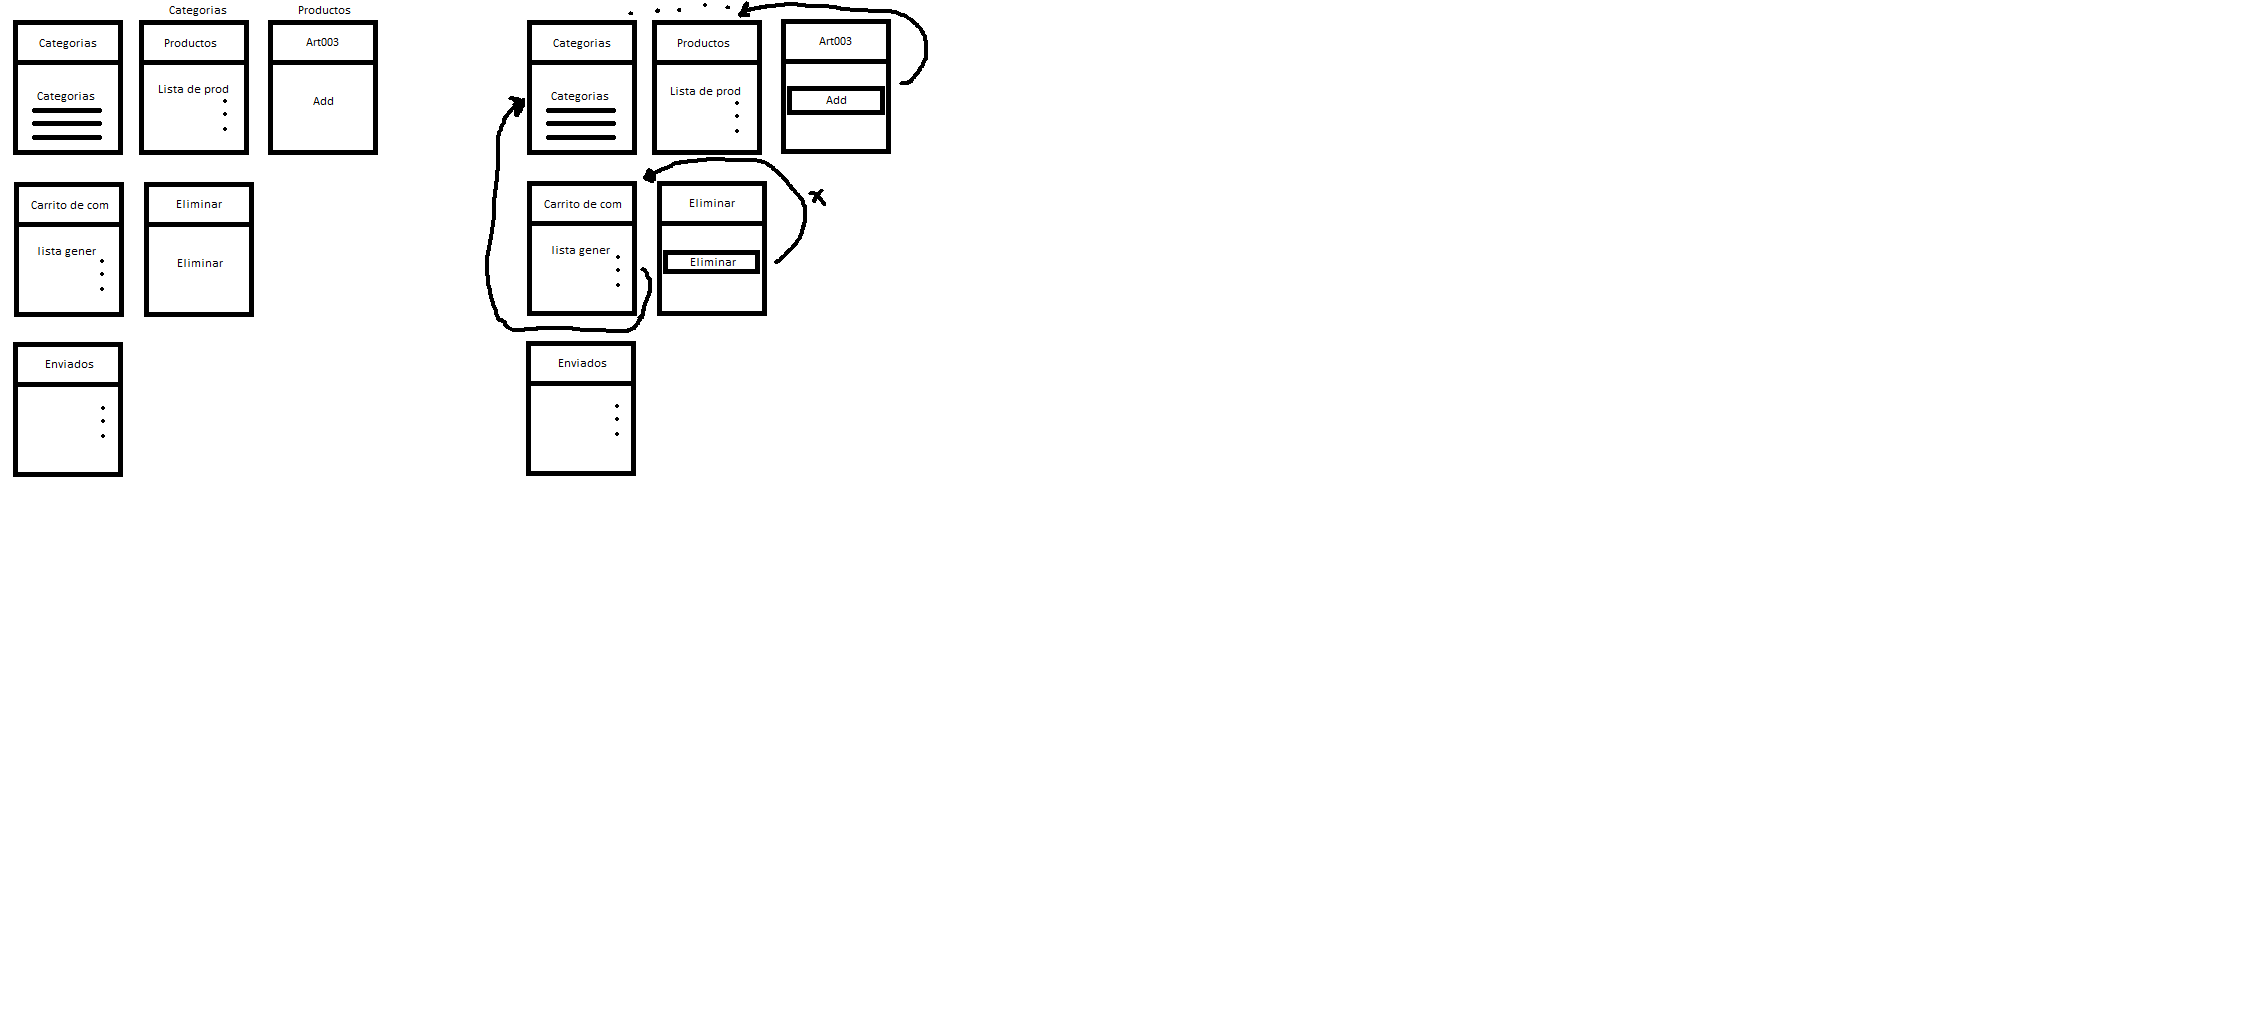 Categorias
Productos
Categorias
Productos
Art003
Categorias
Lista de prod
Add
Carrito de com
Eliminar
lista gener
Eliminar
Enviados
Categorias
Productos
Art003
Categorias
Lista de prod
Add
Carrito de com
Eliminar
lista gener
Eliminar
x
Enviados